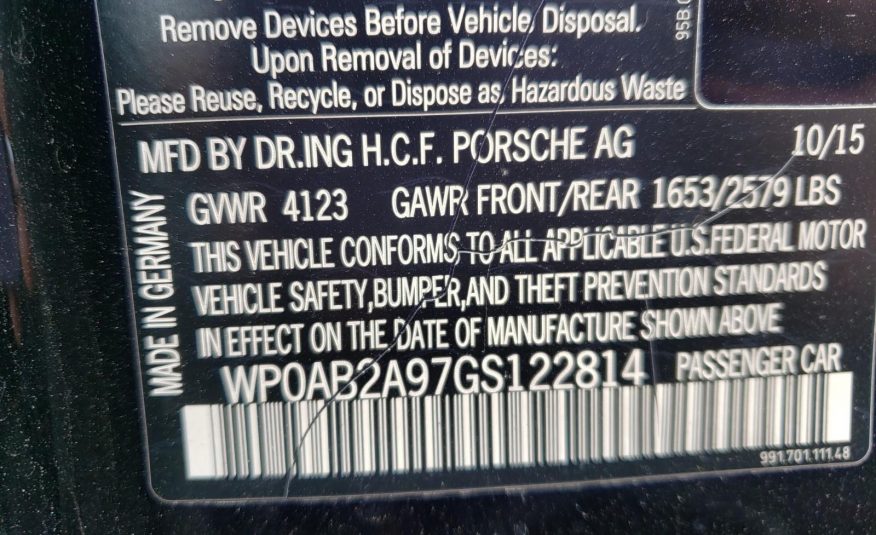 Remove Devices Before Vehicle Disposal.
Upon Removal of Devices:
Please Reuse, Recycle, or Dispose as Hazardous Waste
95B.
MFD BY DR.ING H.C.F. PORSCHE AG 10/15
GVWR 4123 GAWR FRONT/REAR 1653/2579 LBS
THIS VEHICLE CONFORMS TO ALL APPLICABLE U.S.FEDERAL MOTOR
VEHICLE SAFETY,BUMPER,AND THEFT PREVENTION STANDARDS
IN EFFECT ON THE DATE OF MANUFACTURE SHOWN ABOVE
MADE IN GERMANY
WP0AB2A97GS122814 PASSENGER CAR
991.701.111.48